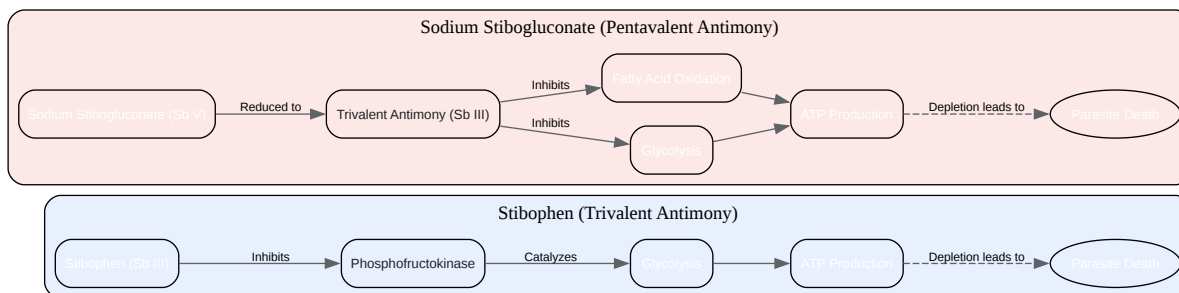 Sodium Stibogluconate (Pentavalent Antimony)
Sodium Stibogluconate (Sb V)
Reduced to
Trivalent Antimony (Sb III)
Inhibits
Inhibits
Fatty Acid Oxidation
Glycolysis
ATP Production
Depletion leads to
Parasite Death
Stibophen (Trivalent Antimony)
Stibophen (Sb III)
Inhibits
Phosphofructokinase
Catalyzes
Glycolysis
ATP Production
Depletion leads to
Parasite Death